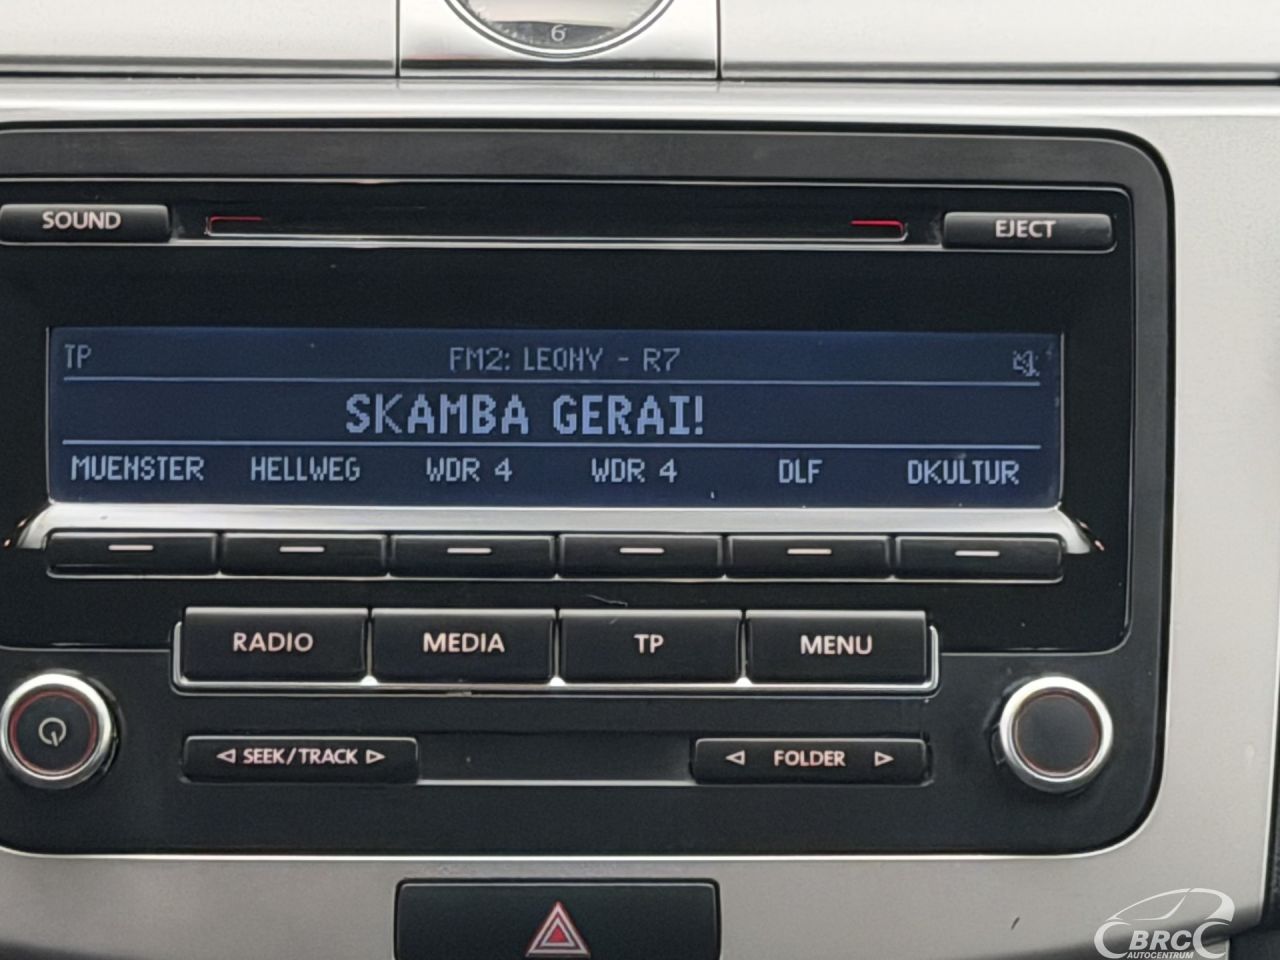 6
SOUND
EJECT
TP FM2: LEONY - R7
SKAMBA GERAI!
MUENSTER HELLWEG WDR 4 WDR 4 DLF DKULTUR
RADIO MEDIA TP MENU
SEEK/TRACK FOLDER
BRC
AUTOCENTRUM